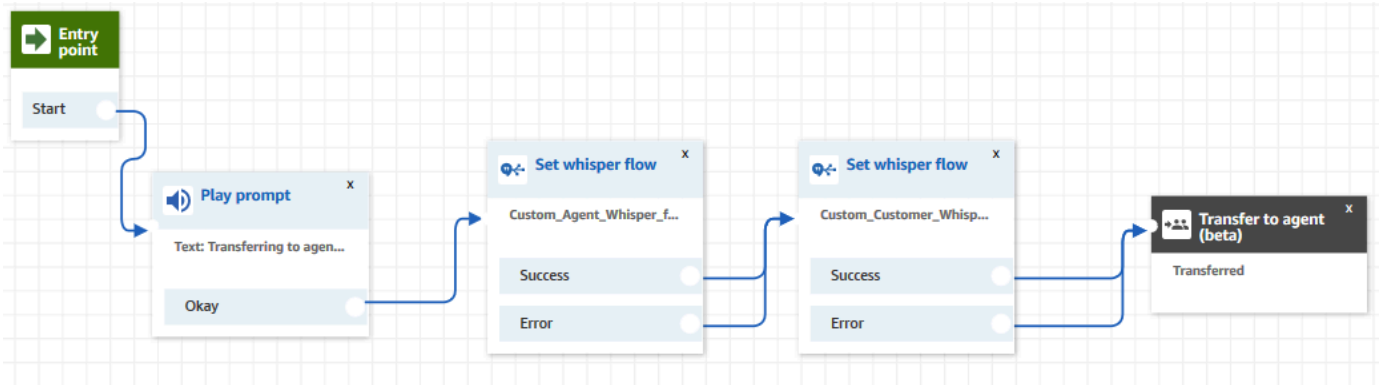 Entry
point
Start
x
Play prompt
Text: Transferring to agen...
Okay
x
Set whisper flow
Custom_Agent_Whisper_f...
Success
Error
x
Set whisper flow
Custom_Customer_Whisp...
Success
Error
x
Transfer to agent
(beta)
Transferred